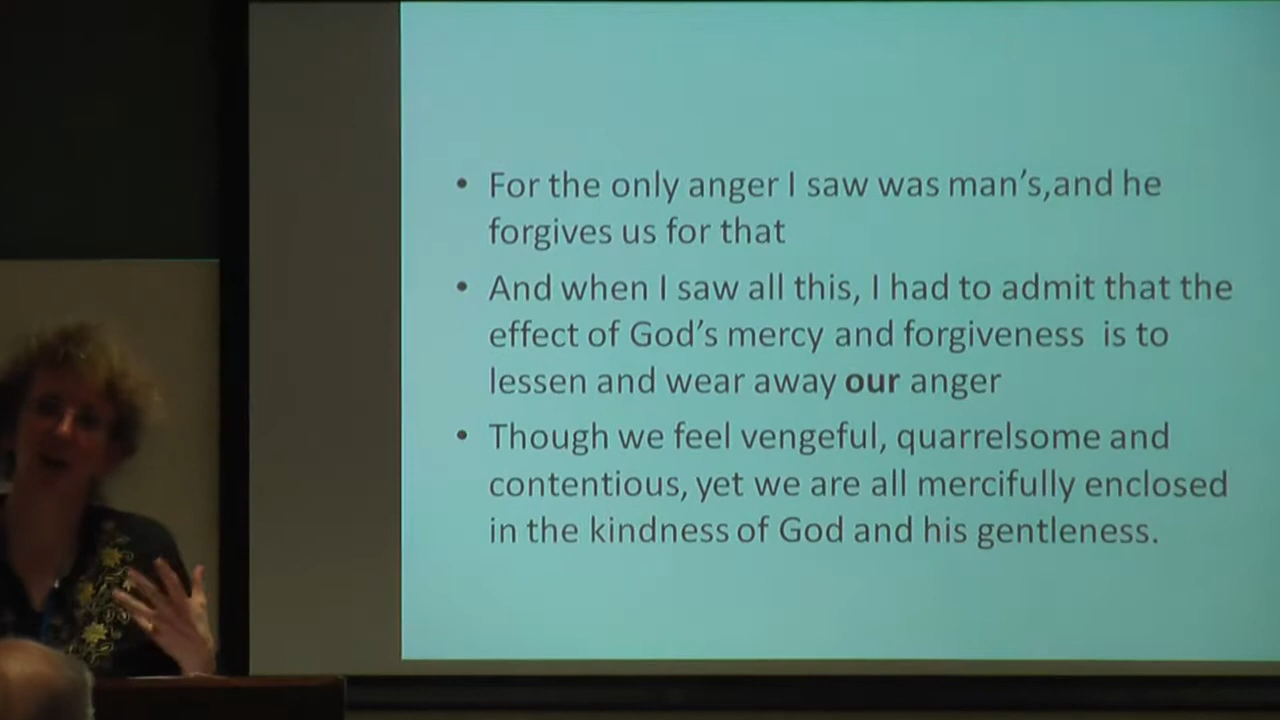 • For the only anger I saw was man’s,and he
forgives us for that
• And when I saw all this, I had to admit that the
effect of God’s mercy and forgiveness  is to
lessen and wear away our anger
• Though we feel vengeful, quarrelsome and
contentious, yet we are all mercifully enclosed
in the kindness of God and his gentleness.